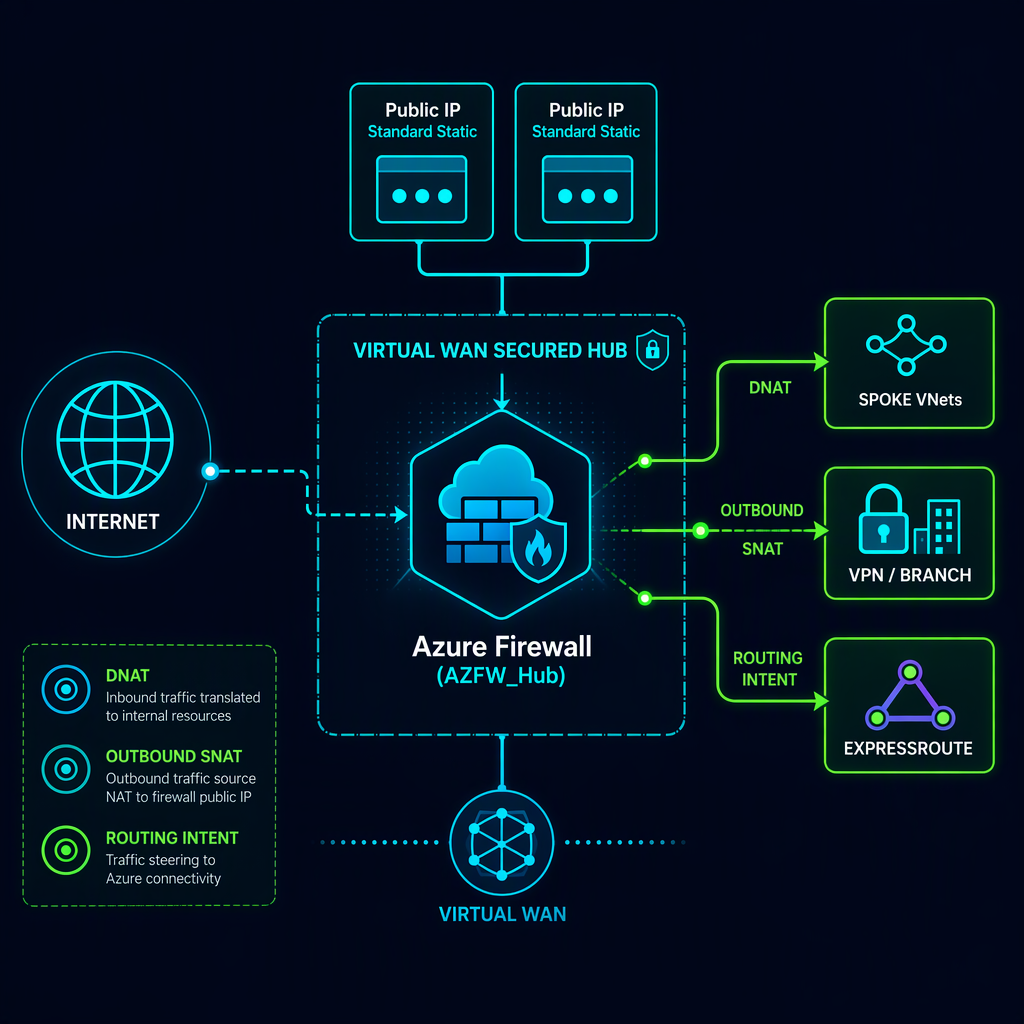 Public IP
Standard Static
Public IP
Standard Static
VIRTUAL WAN SECURED HUB
INTERNET
Azure Firewall
(AZFW_Hub)
DNAT
SPOKE VNets
OUTBOUND
SNAT
VPN / BRANCH
ROUTING
INTENT
EXPRESSROUTE
DNAT
Inbound traffic translated
to internal resources
OUTBOUND SNAT
Outbound traffic source
NAT to firewall public IP
ROUTING INTENT
Traffic steering to
Azure connectivity
VIRTUAL WAN